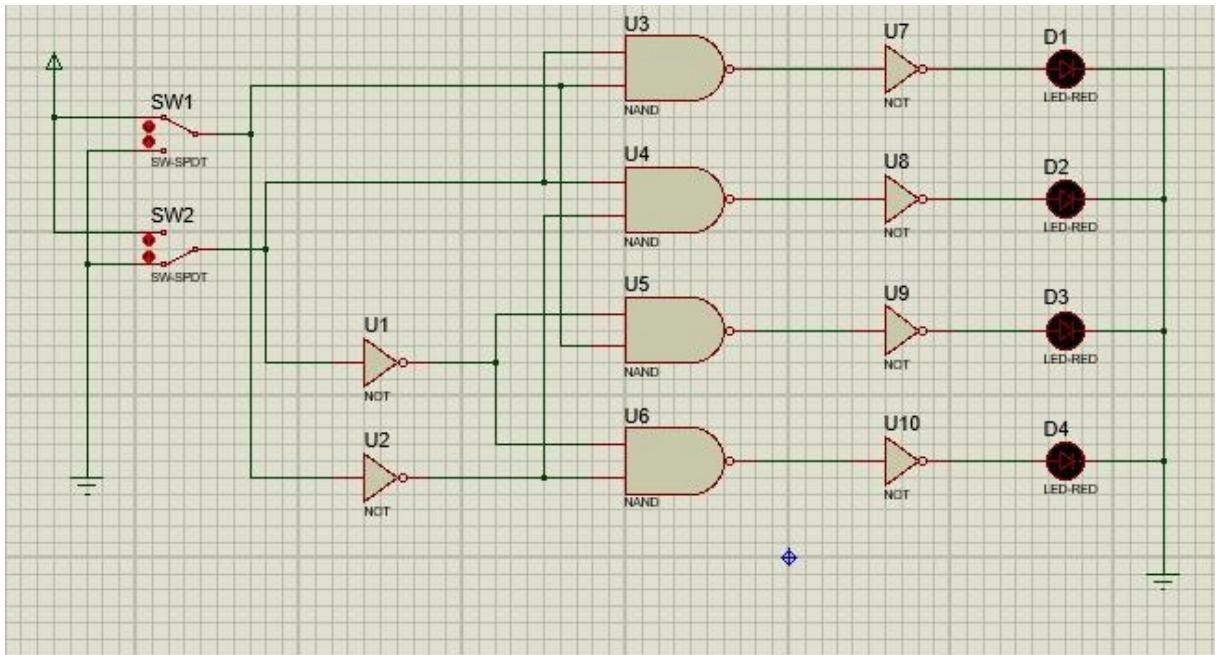 U3
NAND
U7
NOT
D1
LED-RED
SW1
SW-SPDT
U4
NAND
U8
NOT
D2
LED-RED
SW2
SW-SPDT
U5
NAND
U9
NOT
D3
LED-RED
U1
NOT
U6
NAND
U10
NOT
D4
LED-RED
U2
NOT